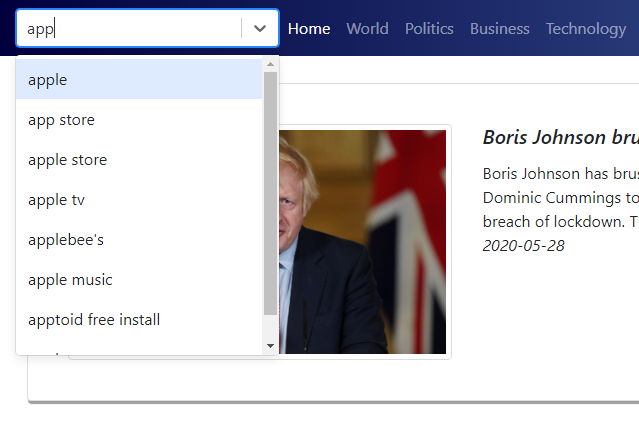 app
Home World Politics Business Technology
apple
app store
apple store
apple tv
applebee's
apple music
apptoid free install
Boris Johnson bru
Boris Johnson has brus
Dominic Cummings to
breach of lockdown. T
2020-05-28